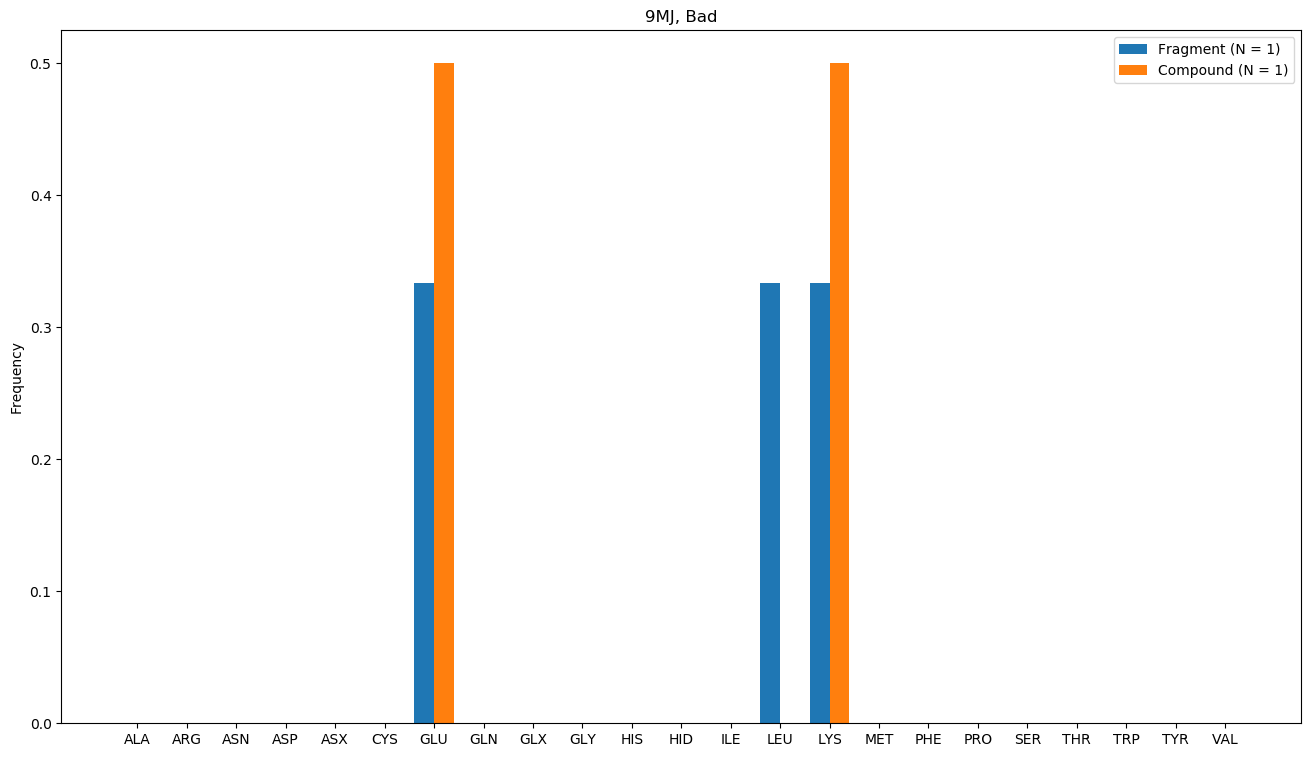 9MJ, Bad
Fragment (N = 1)
Compound (N = 1)
Frequency
0.5
0.4
0.3
0.2
0.1
0.0
ALA ARG ASN ASP ASX CYS GLU GLN GLX GLY HIS HID ILE LEU LYS MET PHE PRO SER THR TRP TYR VAL